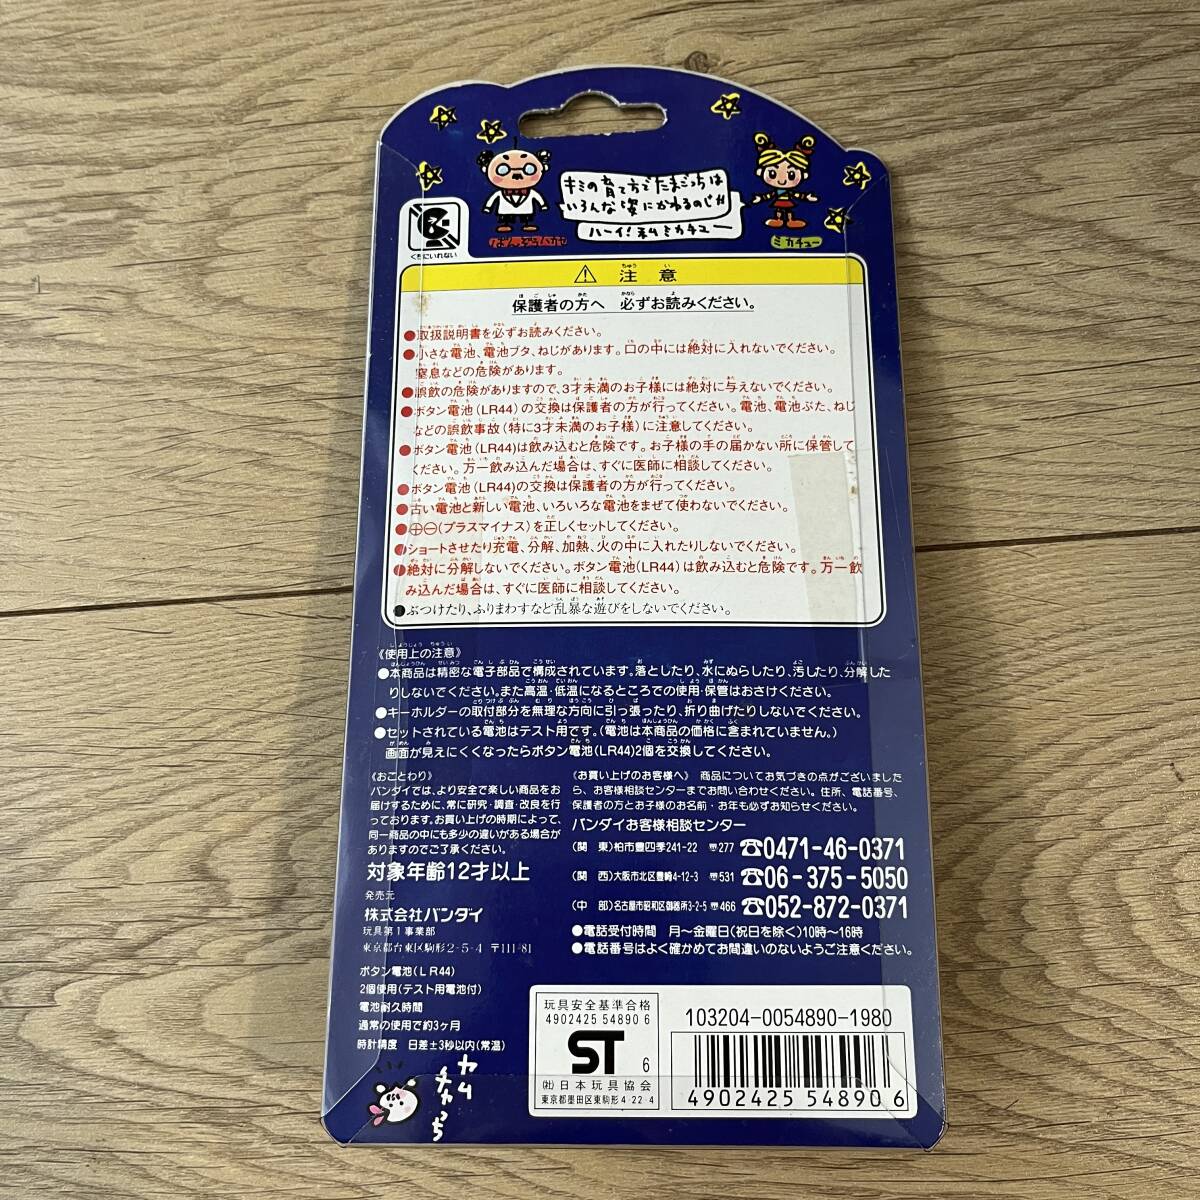 キミの育て方でたまごっちは
いろんな姿にかわるのじゃ
ハーイ!私ミカチュー
ばんぞうハカセ
ミカチュー
くちにいれない
⚠ 注意
保護者の方へ 必ずお読みください。
●取扱説明書を必ずお読みください。
●小さな電池、電池ブタ、ねじがあります。口の中には絶対に入れないでください。
窒息などの危険があります。
●誤飲の危険がありますので、3才未満のお子様には絶対に与えないでください。
●ボタン電池(LR44)の交換は保護者の方が行ってください。電池、電池ぶた、ねじ
などの誤飲事故(特に3才未満のお子様)に注意してください。
●ボタン電池(LR44)は飲み込むと危険です。お子様の手の届かない所に保管して
ください。万一飲み込んだ場合は、すぐに医師に相談してください。
●ボタン電池(LR44)の交換は保護者の方が行ってください。
●古い電池と新しい電池、いろいろな電池をまぜて使わないでください。
●⊕⊖(プラスマイナス)を正しくセットしてください。
●ショートさせたり充電、分解、加熱、火の中に入れたりしないでください。
●絶対に分解しないでください。ボタン電池(LR44)は飲み込むと危険です。万一飲
み込んだ場合は、すぐに医師に相談してください。
●ぶつけたり、ふりまわすなど乱暴な遊びをしないでください。
《使用上の注意》
●本商品は精密な電子部品で構成されています。落としたり、水にぬらしたり、汚したり、分解した
りしないでください。また高温・低温になるところでの使用・保管はおさけください。
●キーホルダーの取付部分を無理な方向に引っ張ったり、折り曲げたりしないでください。
●セットされている電池はテスト用です。(電池は本商品の価格に含まれていません。)
画面が見えにくくなったらボタン電池(LR44)2個を交換してください。
《おことわり》
バンダイでは、より安全で楽しい商品をお
届けするために、常に研究・調査・改良を行
っております。お買い上げの時期によって、
同一商品の中にも多少の違いがある場合が
ありますのでご了承ください。
対象年齢12才以上
発売元
株式会社バンダイ
玩具第1事業部
東京都台東区駒形2-5-4 〒111-81
ボタン電池(LR44)
2個使用(テスト用電池付)
電池耐久時間
通常の使用で約3ヶ月
時計精度 日差±3秒以内(常温)
《お買い上げのお客様へ》 商品についてお気づきの点がございました
ら、お客様相談センターまでお問い合わせください。住所、電話番号、
保護者の方とお子様のお名前・お年も必ずお知らせください。
バンダイお客様相談センター
(関 東)柏市豊四季241-22 〒277 ☎0471-46-0371
(関 西)大阪市北区豊崎4-12-3 〒531 ☎06-375-5050
(中 部)名古屋市昭和区御器所3-2-5 〒466 ☎052-872-0371
●電話受付時間 月〜金曜日(祝日を除く)10時〜16時
●電話番号はよく確かめてお間違いのないようご注意ください。
玩具安全基準合格
4902425 54890 6
ST 6
(社)日本玩具協会
東京都墨田区東駒形4-22-4
103204-0054890-1980
4902425 548906